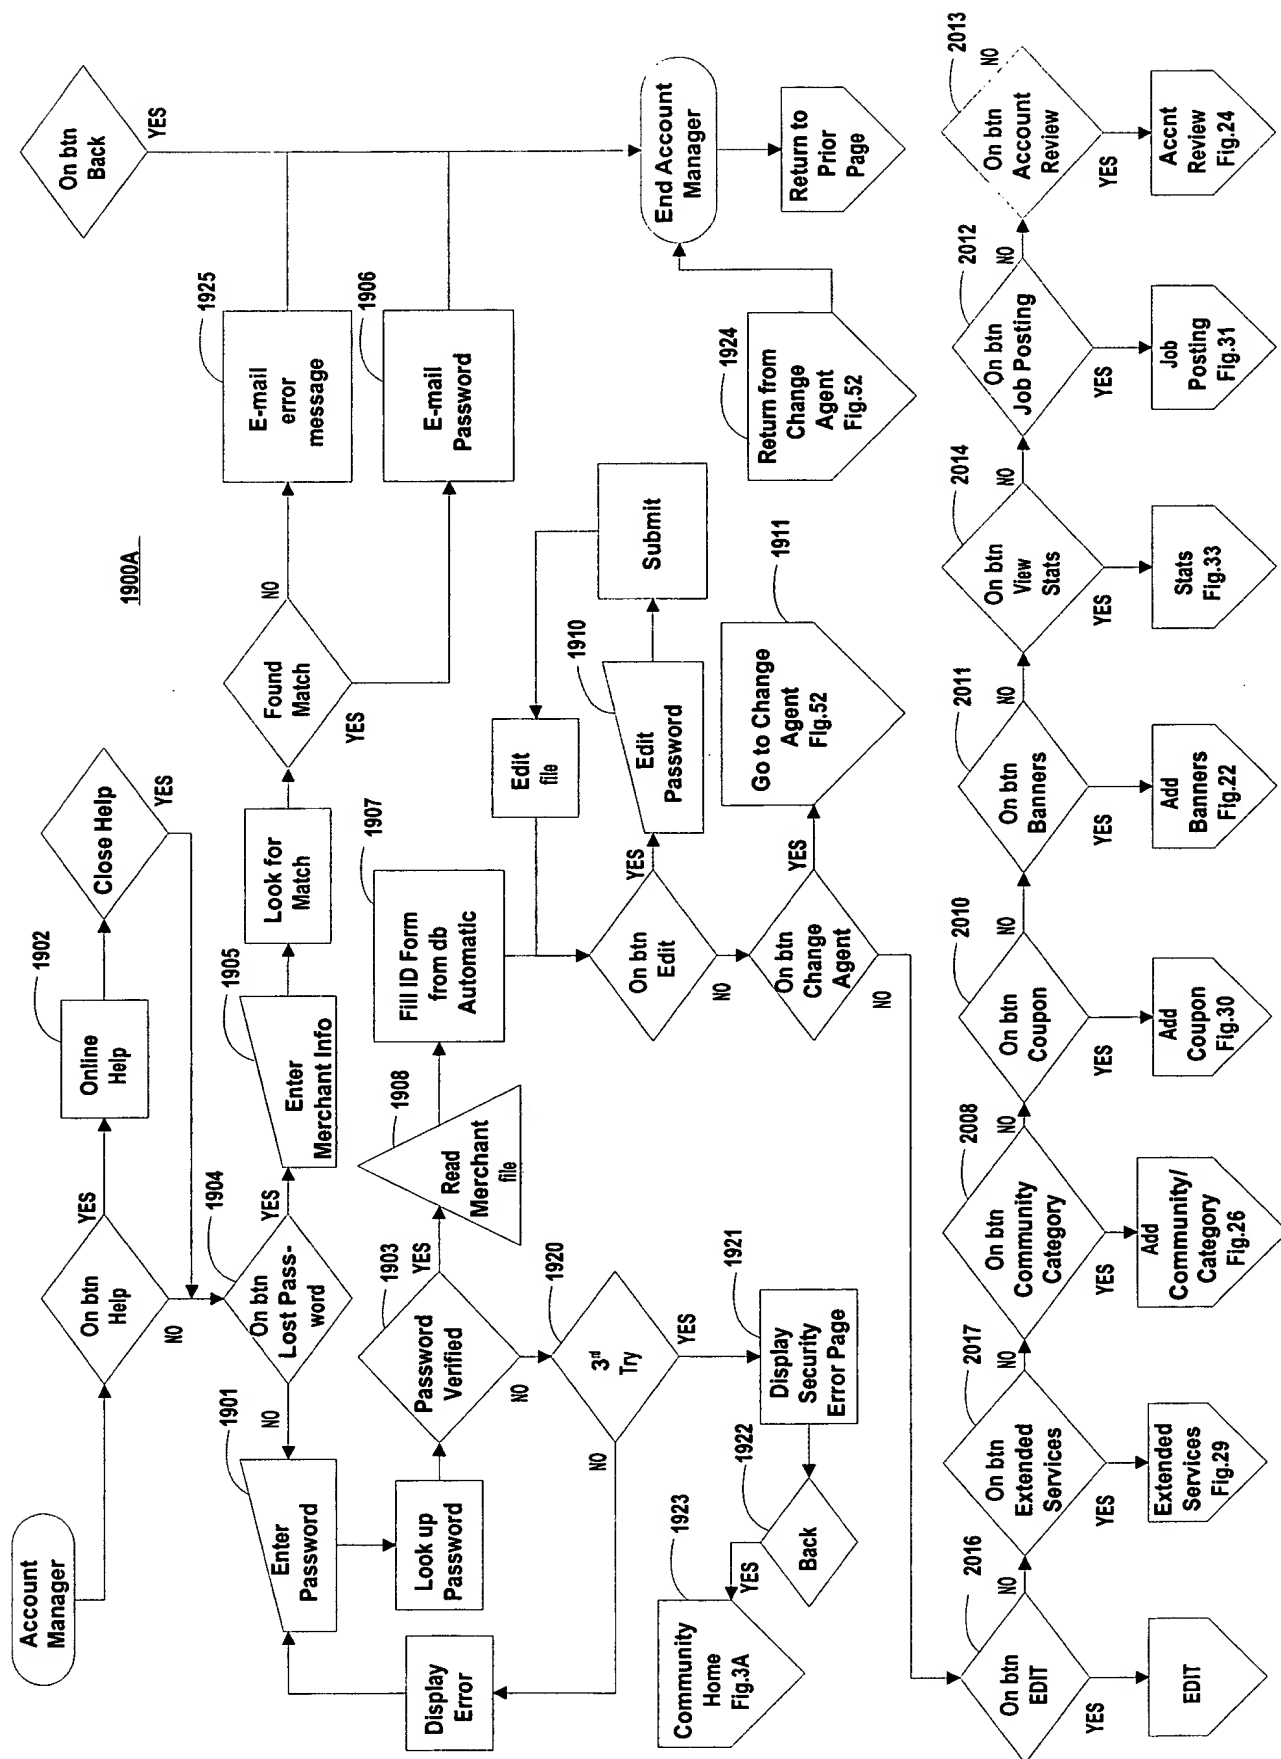 1900A
Account
Manager
On btn
Help
YES
NO
1902
Online
Help
Close Help
YES
On btn
Back
YES
1904
On btn
Lost Pass-
word
YES
NO
1905
Enter
Merchant Info
Look for
Match
Found
Match
NO
YES
1925
E-mail
error
message
1906
E-mail
Password
1901
Enter
Password
Look up
Password
1903
Password
Verified
YES
NO
1908
Read
Merchant
file
1907
Fill ID Form
from db
Automatic
Edit
file
Submit
1910
Edit
Password
On btn
Edit
YES
NO
On btn
Change
Agent
YES
NO
1911
Go to Change
Agent
FIg.52
1924
Return from
Change
Agent
Fig.52
End Account
Manager
Return to
Prior
Page
Display
Error
1920
3rd
Try
NO
YES
1921
Display
Security
Error Page
1922
Back
YES
1923
Community
Home
Fig.3A
2016
On btn
EDIT
NO
YES
EDIT
2017
On btn
Extended
Services
NO
YES
Extended
Services
Fig.29
2008
On btn
Community
Category
NO
YES
Add
Community/
Category
Fig.26
2010
On btn
Coupon
NO
YES
Add
Coupon
Fig.30
2011
On btn
Banners
NO
YES
Add
Banners
Fig.22
2014
On btn
View
Stats
NO
YES
Stats
Fig.33
2012
On btn
Job Posting
NO
YES
Job
Posting
Fig.31
2013
On btn
Account
Review
NO
YES
Accnt
Review
Fig.24